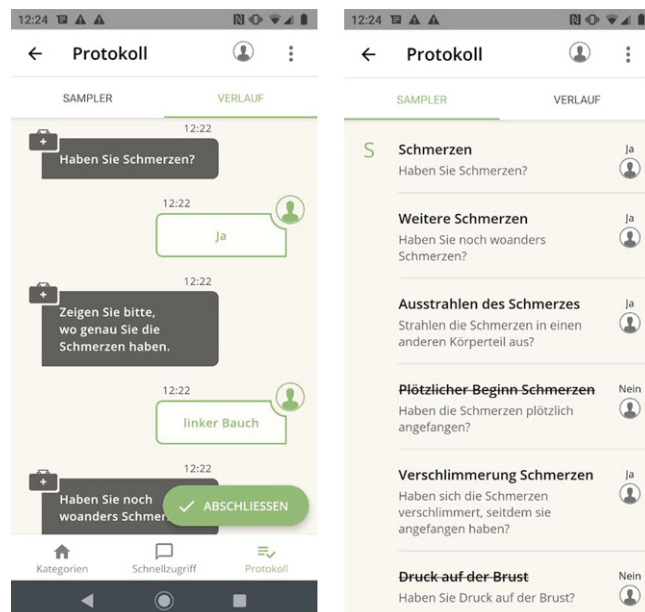 12:24
Protokoll
SAMPLER
VERLAUF
12:22
Haben Sie Schmerzen?
12:22
Ja
12:22
Zeigen Sie bitte,
wo genau Sie die
Schmerzen haben.
12:22
linker Bauch
12:22
Haben Sie noch
woanders Schmer
ABSCHLIESSEN
Kategorien
Schnellzugriff
Protokoll
12:24
Protokoll
SAMPLER
VERLAUF
S
Schmerzen
Ja
Haben Sie Schmerzen?
Weitere Schmerzen
Ja
Haben Sie noch woanders
Schmerzen?
Ausstrahlen des Schmerzes
Ja
Strahlen die Schmerzen in einen
anderen Körperteil aus?
Plötzlicher Beginn Schmerzen
Nein
Haben die Schmerzen plötzlich
angefangen?
Verschlimmerung Schmerzen
Ja
Haben sich die Schmerzen
verschlimmert, seitdem sie
angefangen haben?
Druck auf der Brust
Nein
Haben Sie Druck auf der Brust?